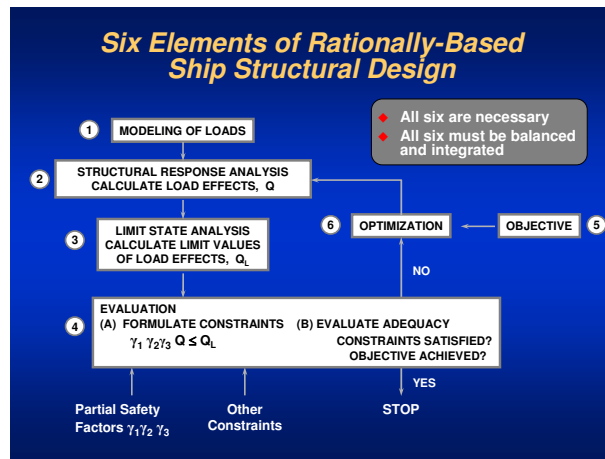 Six Elements of Rationally-Based
Ship Structural Design
◆ All six are necessary
◆ All six must be balanced
and integrated
1 MODELING OF LOADS
2 STRUCTURAL RESPONSE ANALYSIS
CALCULATE LOAD EFFECTS, Q
3 LIMIT STATE ANALYSIS
CALCULATE LIMIT VALUES
OF LOAD EFFECTS, Q_L
6 OPTIMIZATION
OBJECTIVE 5
NO
4 EVALUATION
(A) FORMULATE CONSTRAINTS
γ₁ γ₂γ₃ Q ≤ Q_L
(B) EVALUATE ADEQUACY
CONSTRAINTS SATISFIED?
OBJECTIVE ACHIEVED?
YES
Partial Safety
Factors γ₁γ₂ γ₃
Other
Constraints
STOP